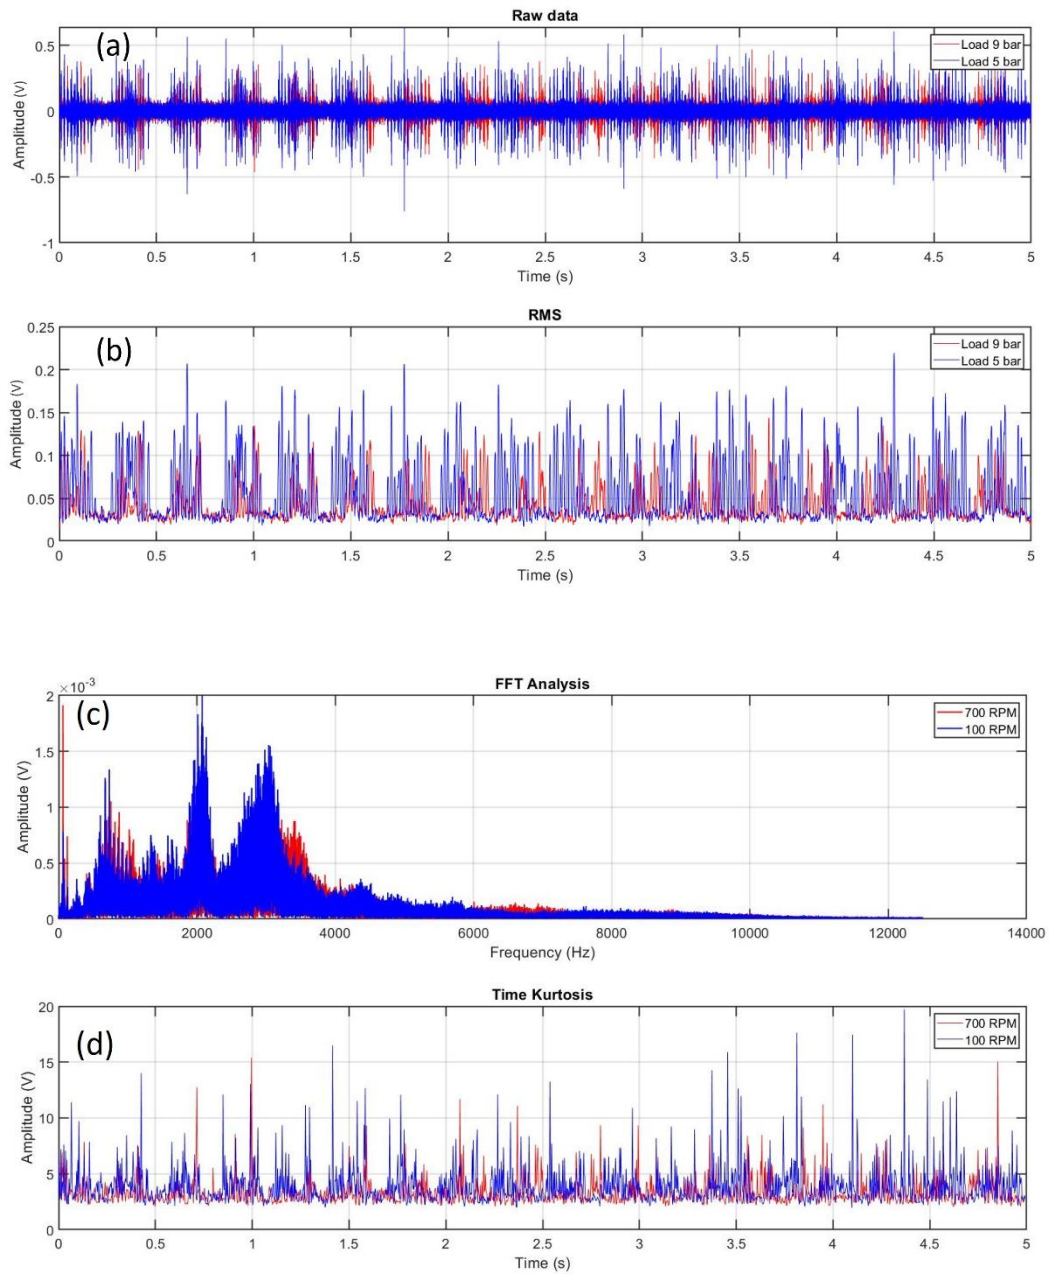 Raw data
(a)
Load 9 bar
Load 5 bar
Amplitude (V)
0.5
0
-0.5
-1
0 0.5 1 1.5 2 2.5 3 3.5 4 4.5 5
Time (s)
RMS
(b)
Load 9 bar
Load 5 bar
Amplitude (V)
0.25
0.2
0.15
0.1
0.05
0
0 0.5 1 1.5 2 2.5 3 3.5 4 4.5 5
Time (s)
×10-3
FFT Analysis
(c)
700 RPM
100 RPM
Amplitude (V)
2
1.5
1
0.5
0
0 2000 4000 6000 8000 10000 12000 14000
Frequency (Hz)
Time Kurtosis
(d)
700 RPM
100 RPM
Amplitude (V)
20
15
10
5
0
0 0.5 1 1.5 2 2.5 3 3.5 4 4.5 5
Time (s)